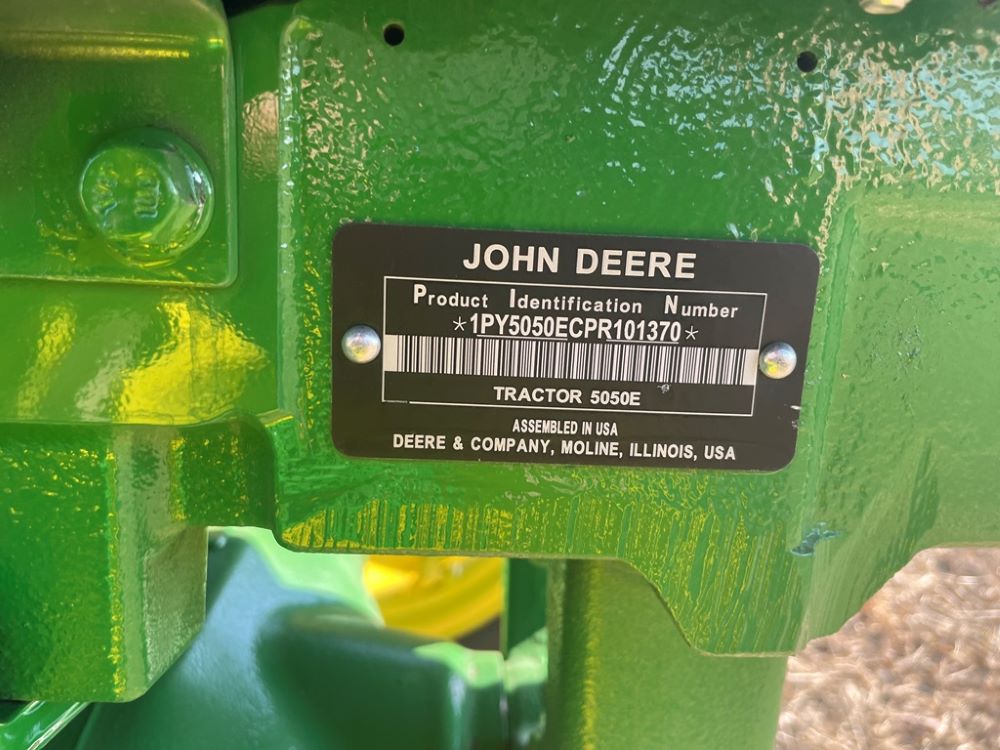 JOHN DEERE
Product Identification Number
*1PY5050ECPR101370*
TRACTOR 5050E
ASSEMBLED IN USA
DEERE & COMPANY, MOLINE, ILLINOIS, USA